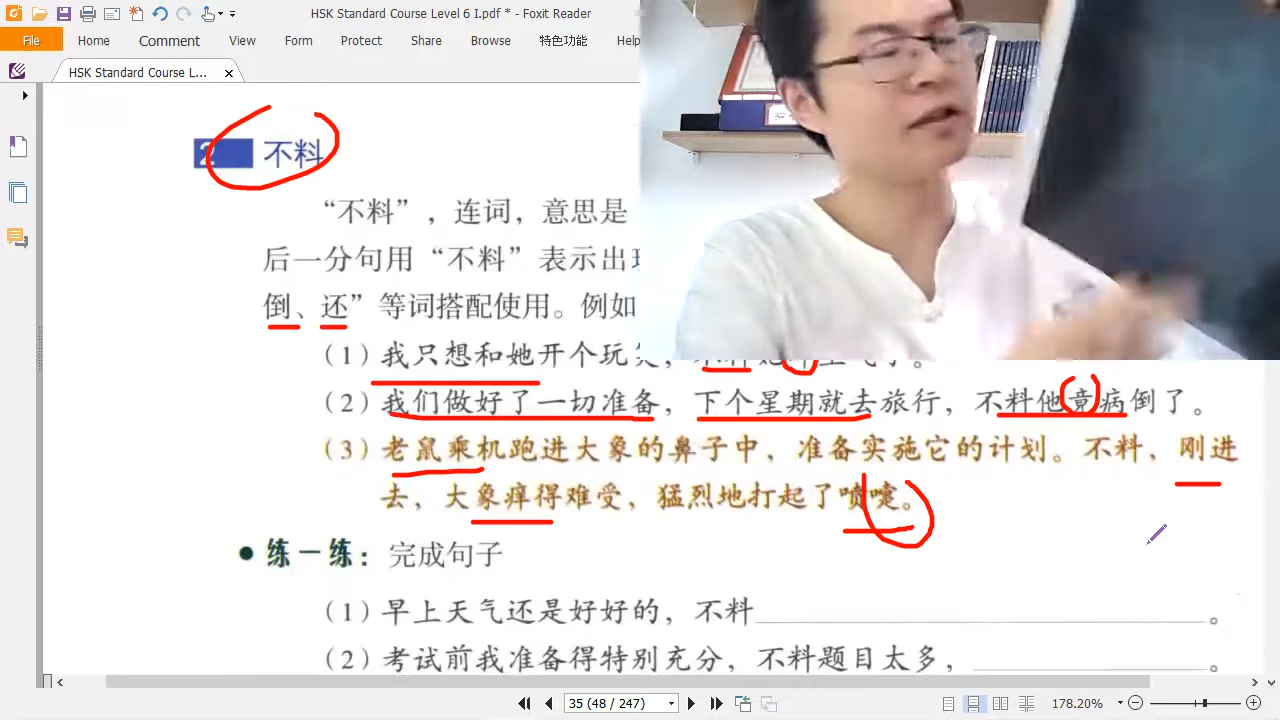 HSK Standard Course Level 6 I.pdf * - Foxit Reader
File Home Comment View Form Protect Share Browse 特色功能 Help
HSK Standard Course L... ×
2 不料
“不料”，连词，意思是
后一分句用“不料”表示出
倒、还”等词搭配使用。例如
（1）我只想和她开个玩
（2）我们做好了一切准备，下个星期就去旅行，不料他竟病倒了。
（3）老鼠乘机跑进大象的鼻子中，准备实施它的计划。不料，刚进
去，大象痒得难受，猛烈地打起了喷嚏。
● 练一练：完成句子
（1）早上天气还是好好的，不料____。
（2）考试前我准备得特别充分，不料题目太多，____。
35 (48 / 247) 178.20%